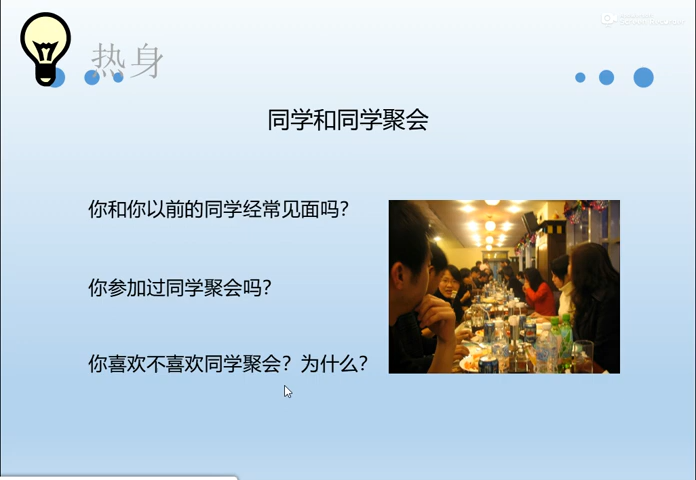 热身
同学和同学聚会
你和你以前的同学经常见面吗？
你参加过同学聚会吗？
你喜欢不喜欢同学聚会？为什么？